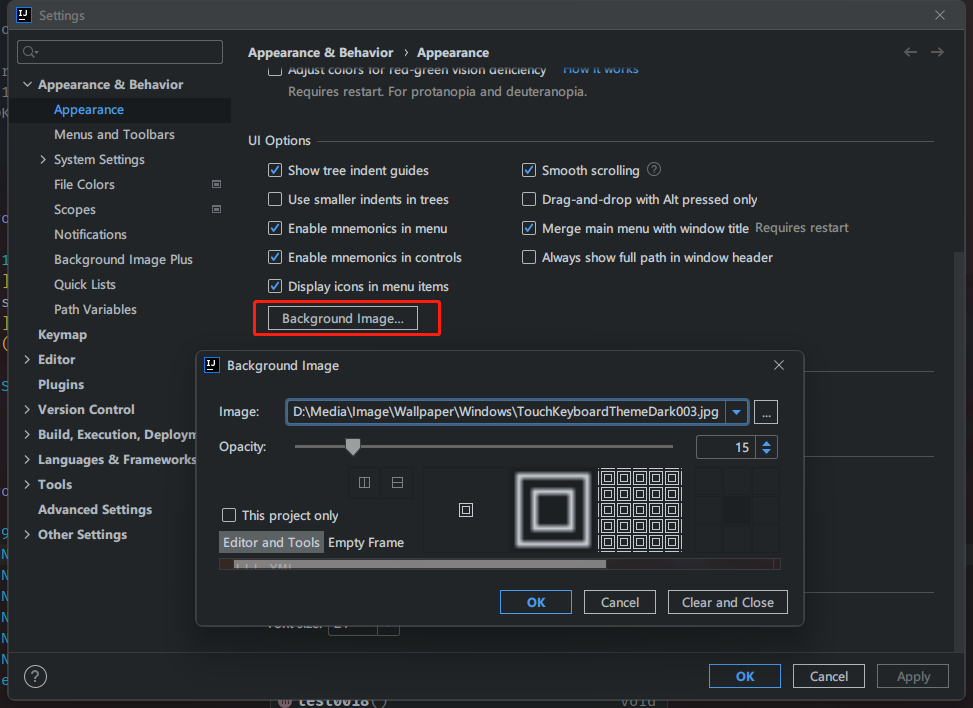 Settings
Appearance & Behavior › Appearance
Appearance & Behavior
Appearance
Menus and Toolbars
System Settings
File Colors
Scopes
Notifications
Background Image Plus
Quick Lists
Path Variables
Keymap
Editor
Plugins
Version Control
Build, Execution, Deploym
Languages & Frameworks
Tools
Advanced Settings
Other Settings
Adjust colors for red-green vision deficiency How it works
Requires restart. For protanopia and deuteranopia.
UI Options
Show tree indent guides
Smooth scrolling
Use smaller indents in trees
Drag-and-drop with Alt pressed only
Enable mnemonics in menu
Merge main menu with window title Requires restart
Enable mnemonics in controls
Always show full path in window header
Display icons in menu items
Background Image...
Background Image
Image: D:\Media\Image\Wallpaper\Windows\TouchKeyboardThemeDark003.jpg ...
Opacity: 15
This project only
Editor and Tools Empty Frame
OK Cancel Clear and Close
Font size:
? OK Cancel Apply
test0018() void